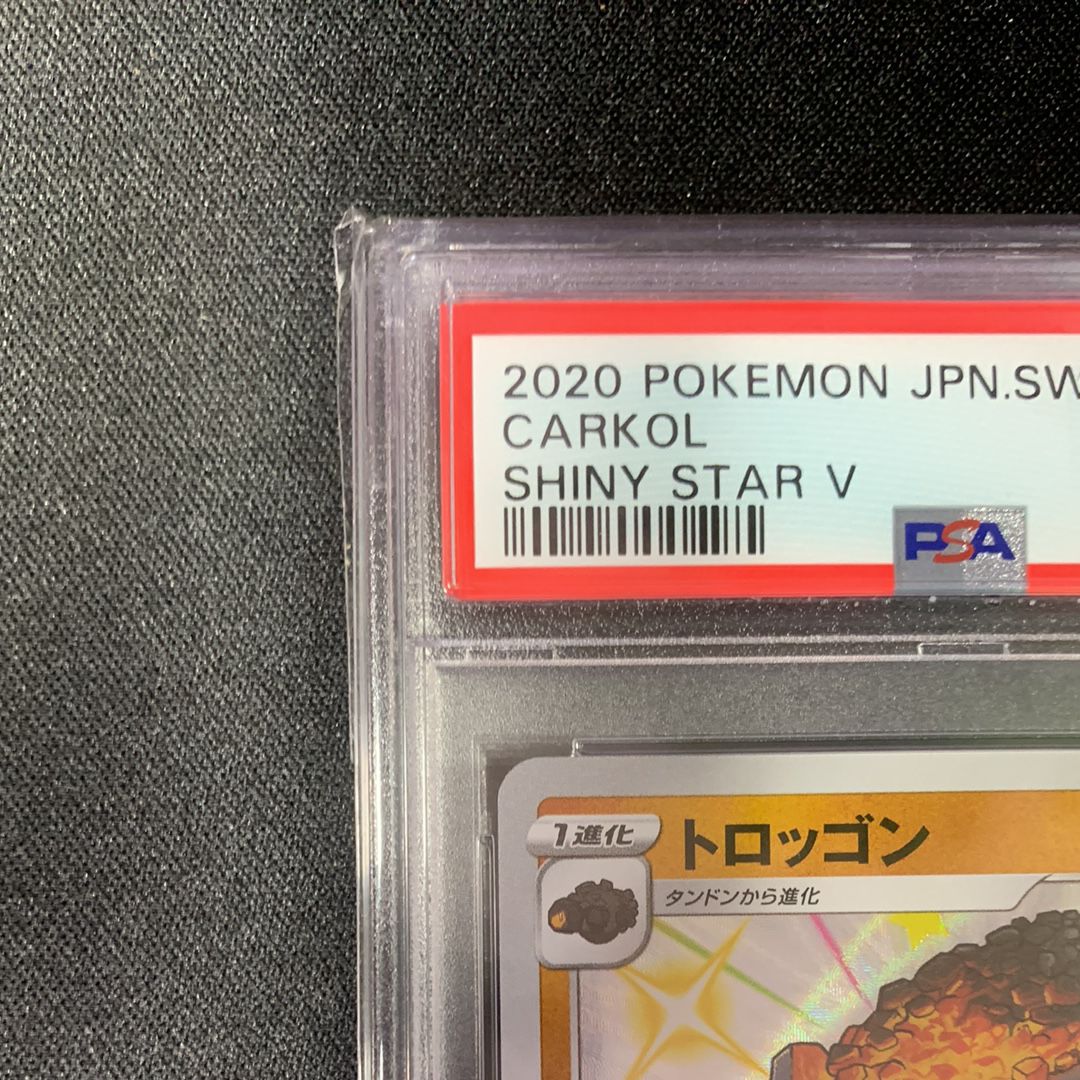 2020 POKEMON JPN.SW
CARKOL
SHINY STAR V
PSA
1進化
トロッゴン
タンドンから進化